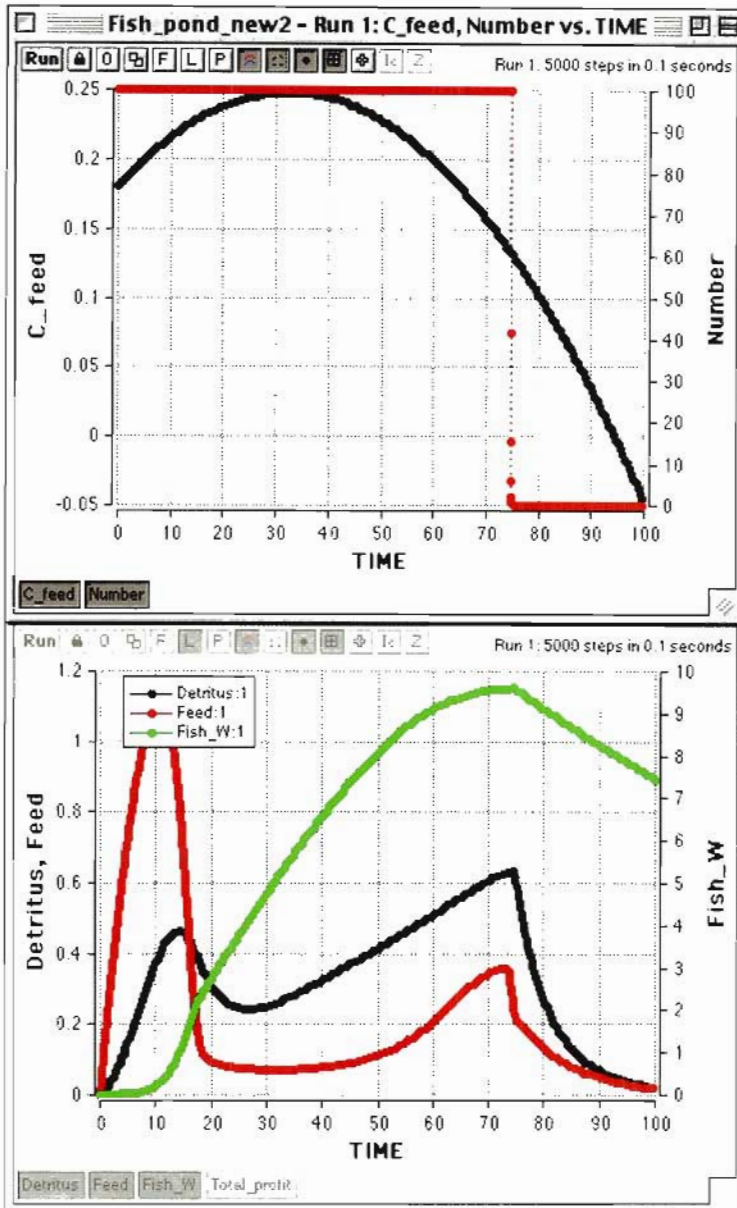 Fish_pond_new2 - Run 1: C_feed, Number vs. TIME
Run 0 F L P Z
Run 1: 5000 steps in 0.1 seconds
0.25
0.2
0.15
0.1
0.05
0
-0.05
C_feed
100
90
80
70
60
50
40
30
20
10
0
Number
0 10 20 30 40 50 60 70 80 90 100
TIME
C_feed Number
Run 0 F L P Z
Run 1: 5000 steps in 0.1 seconds
1.2
1
0.8
0.6
0.4
0.2
0
Detritus, Feed
Detritus:1
Feed:1
Fish_W:1
10
9
8
7
6
5
4
3
2
1
0
Fish_W
0 10 20 30 40 50 60 70 80 90 100
TIME
Detritus Feed Fish_W Total_profit